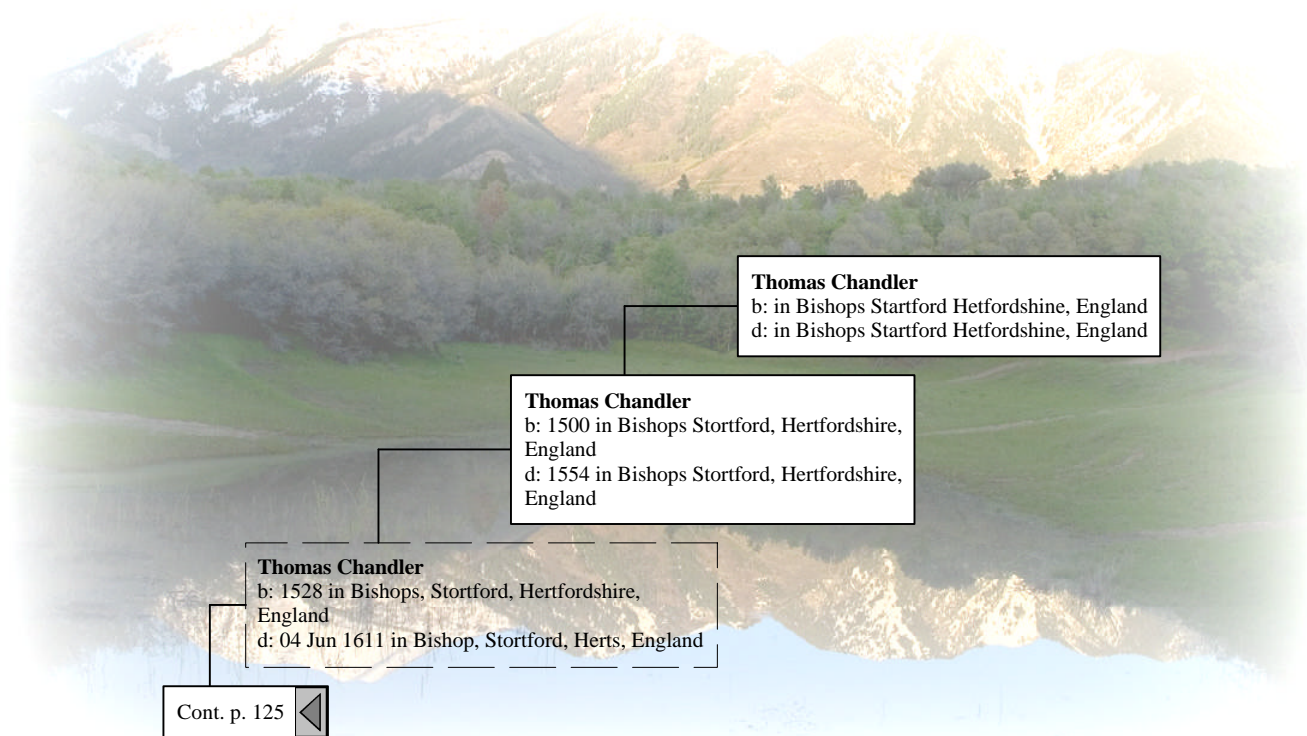 Thomas Chandler
b: in Bishops Startford Hetfordshine, England
d: in Bishops Startford Hetfordshine, England
Thomas Chandler
b: 1500 in Bishops Stortford, Hertfordshire,
England
d: 1554 in Bishops Stortford, Hertfordshire,
England
Thomas Chandler
b: 1528 in Bishops, Stortford, Hertfordshire,
England
d: 04 Jun 1611 in Bishop, Stortford, Herts, England
Cont. p. 125